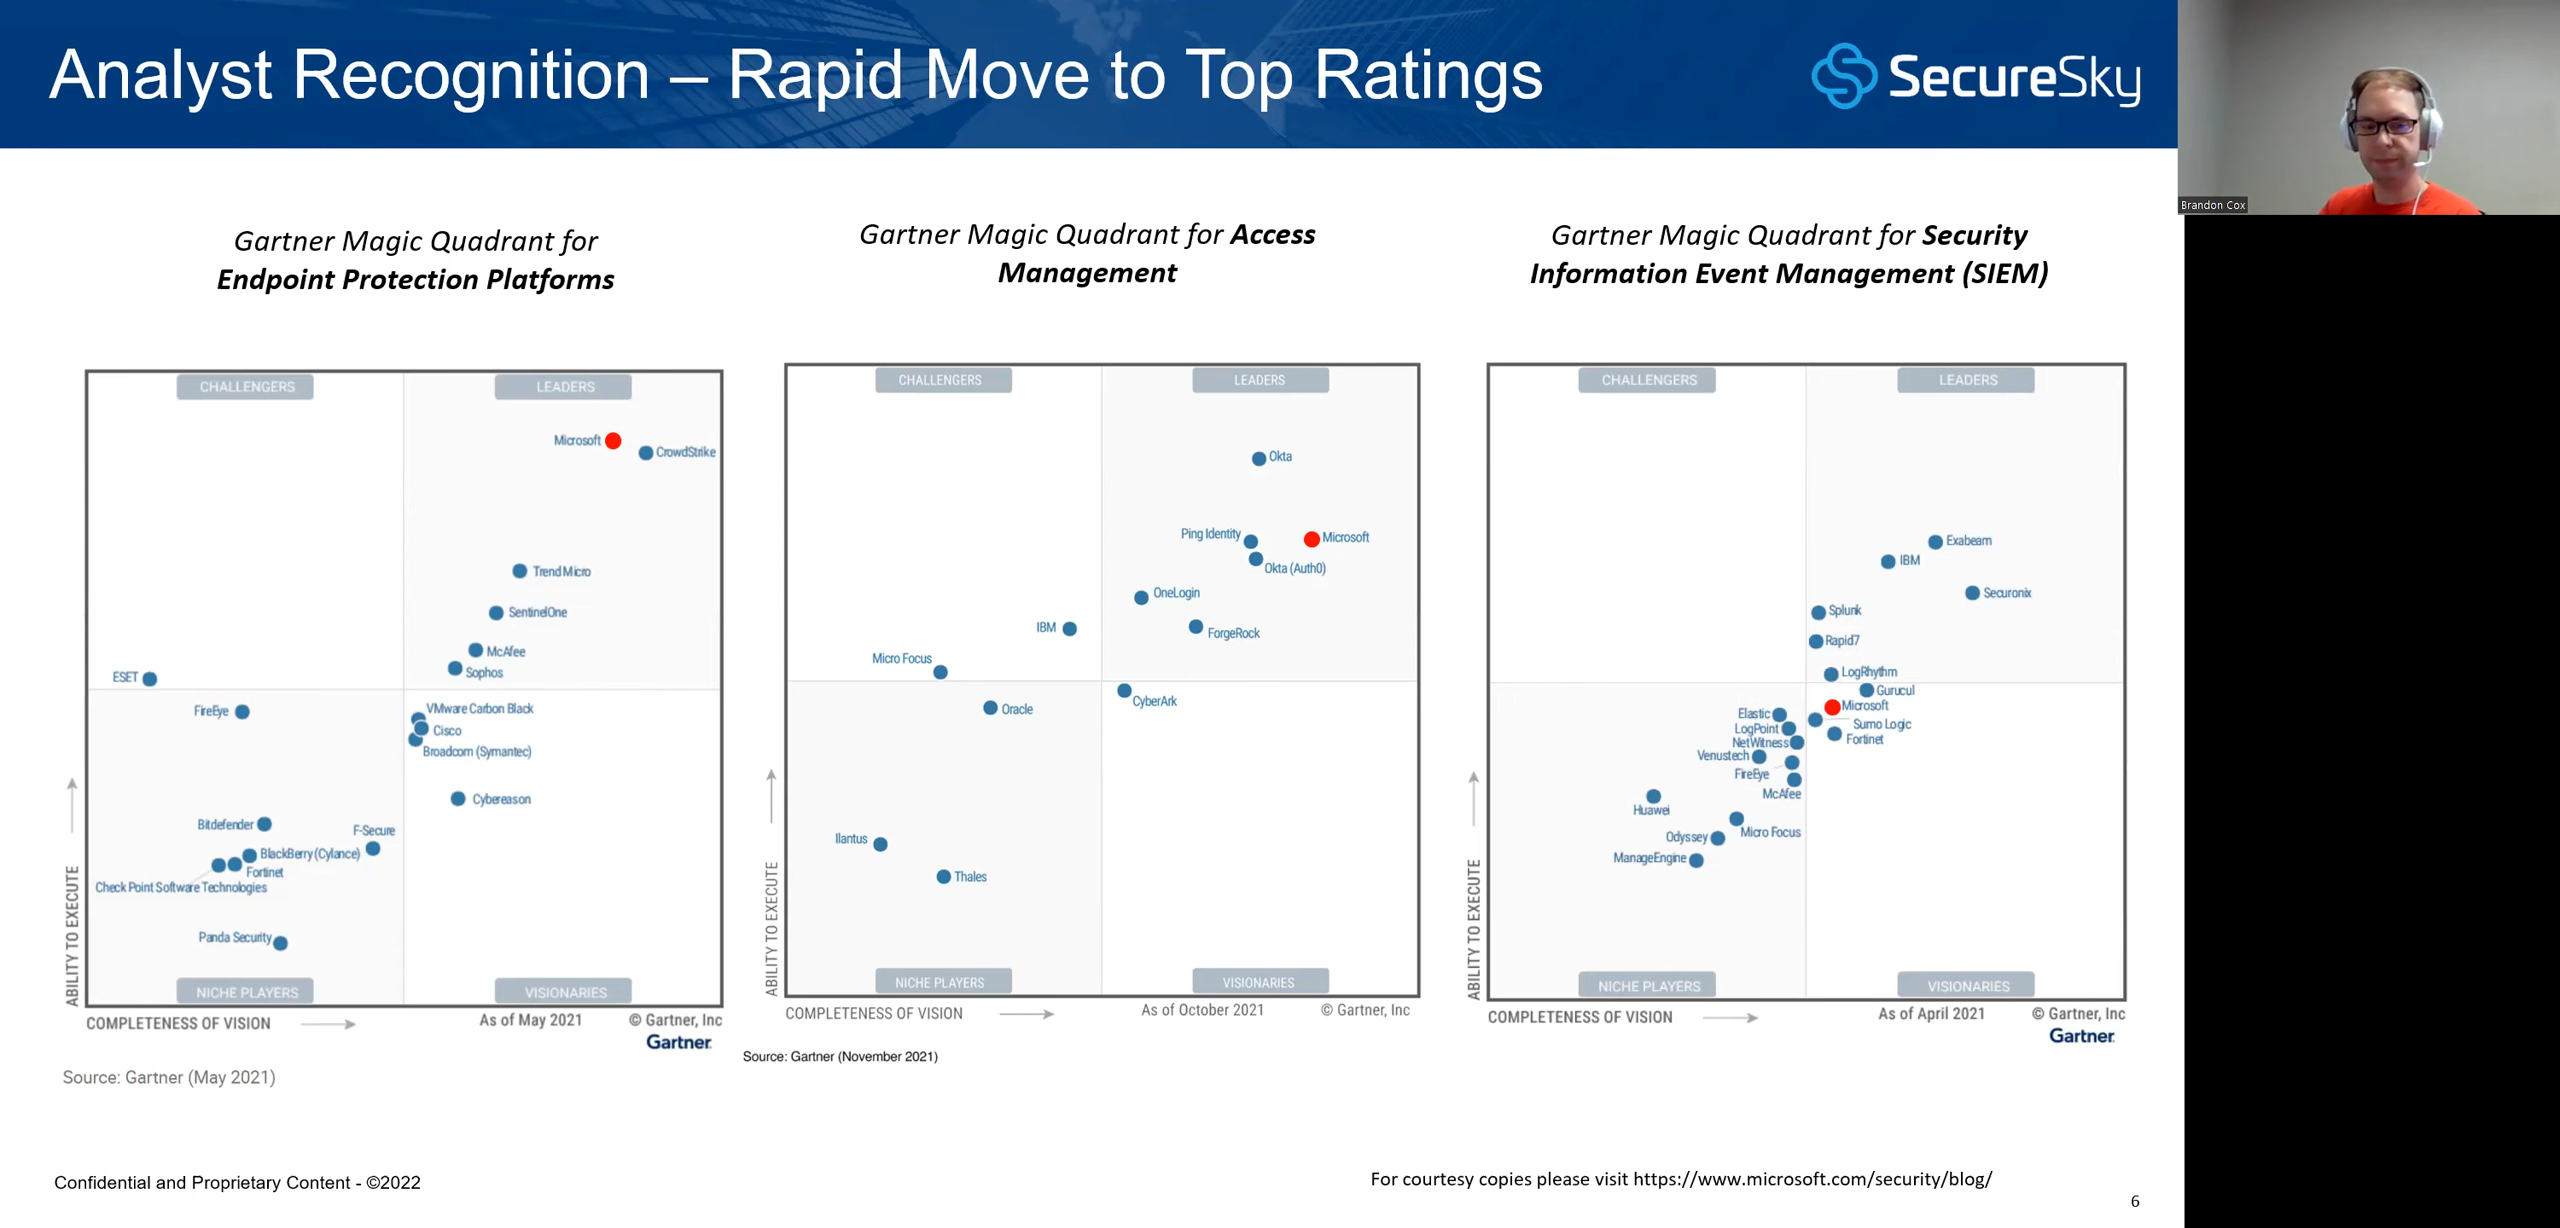 Analyst Recognition – Rapid Move to Top Ratings
SecureSky
Brandon Cox
Gartner Magic Quadrant for
Endpoint Protection Platforms
CHALLENGERS
LEADERS
Microsoft
CrowdStrike
Trend Micro
SentinelOne
McAfee
Sophos
ESET
FireEye
VMware Carbon Black
Cisco
Broadcom (Symantec)
Cybereason
Bitdefender
F-Secure
BlackBerry (Cylance)
Fortinet
Check Point Software Technologies
Panda Security
NICHE PLAYERS
VISIONARIES
ABILITY TO EXECUTE
COMPLETENESS OF VISION
As of May 2021
© Gartner, Inc
Gartner
Source: Gartner (May 2021)
Gartner Magic Quadrant for Access
Management
CHALLENGERS
LEADERS
Okta
Ping Identity
Microsoft
Okta (Auth0)
OneLogin
IBM
ForgeRock
Micro Focus
CyberArk
Oracle
Ilantus
Thales
NICHE PLAYERS
VISIONARIES
ABILITY TO EXECUTE
COMPLETENESS OF VISION
As of October 2021
© Gartner, Inc
Source: Gartner (November 2021)
Gartner Magic Quadrant for Security
Information Event Management (SIEM)
CHALLENGERS
LEADERS
Exabeam
IBM
Securonix
Splunk
Rapid7
LogRhythm
Gurucul
Microsoft
Elastic
Sumo Logic
LogPoint
Fortinet
NetWitness
Venustech
FireEye
McAfee
Huawei
Micro Focus
Odyssey
ManageEngine
NICHE PLAYERS
VISIONARIES
ABILITY TO EXECUTE
COMPLETENESS OF VISION
As of April 2021
© Gartner, Inc
Gartner
Confidential and Proprietary Content - ©2022
For courtesy copies please visit https://www.microsoft.com/security/blog/
6